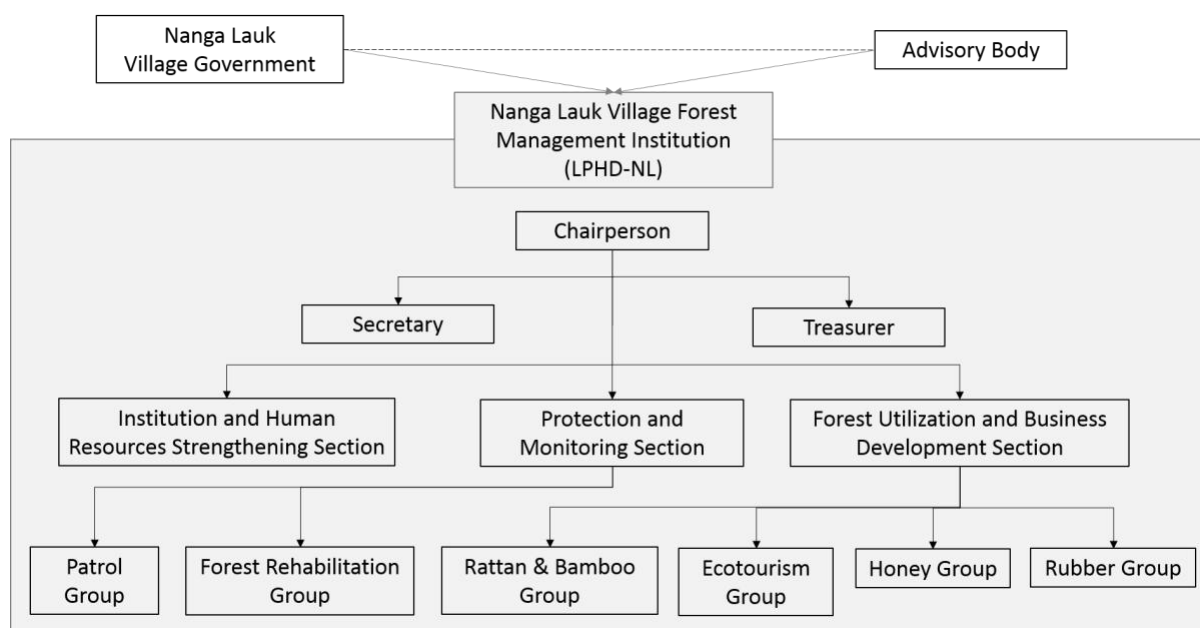 Nanga Lauk
Village Government
Advisory Body
Nanga Lauk Village Forest
Management Institution
(LPHD-NL)
Chairperson
Secretary
Treasurer
Institution and Human
Resources Strengthening Section
Protection and
Monitoring Section
Forest Utilization and Business
Development Section
Patrol
Group
Forest Rehabilitation
Group
Rattan & Bamboo
Group
Ecotourism
Group
Honey Group
Rubber Group